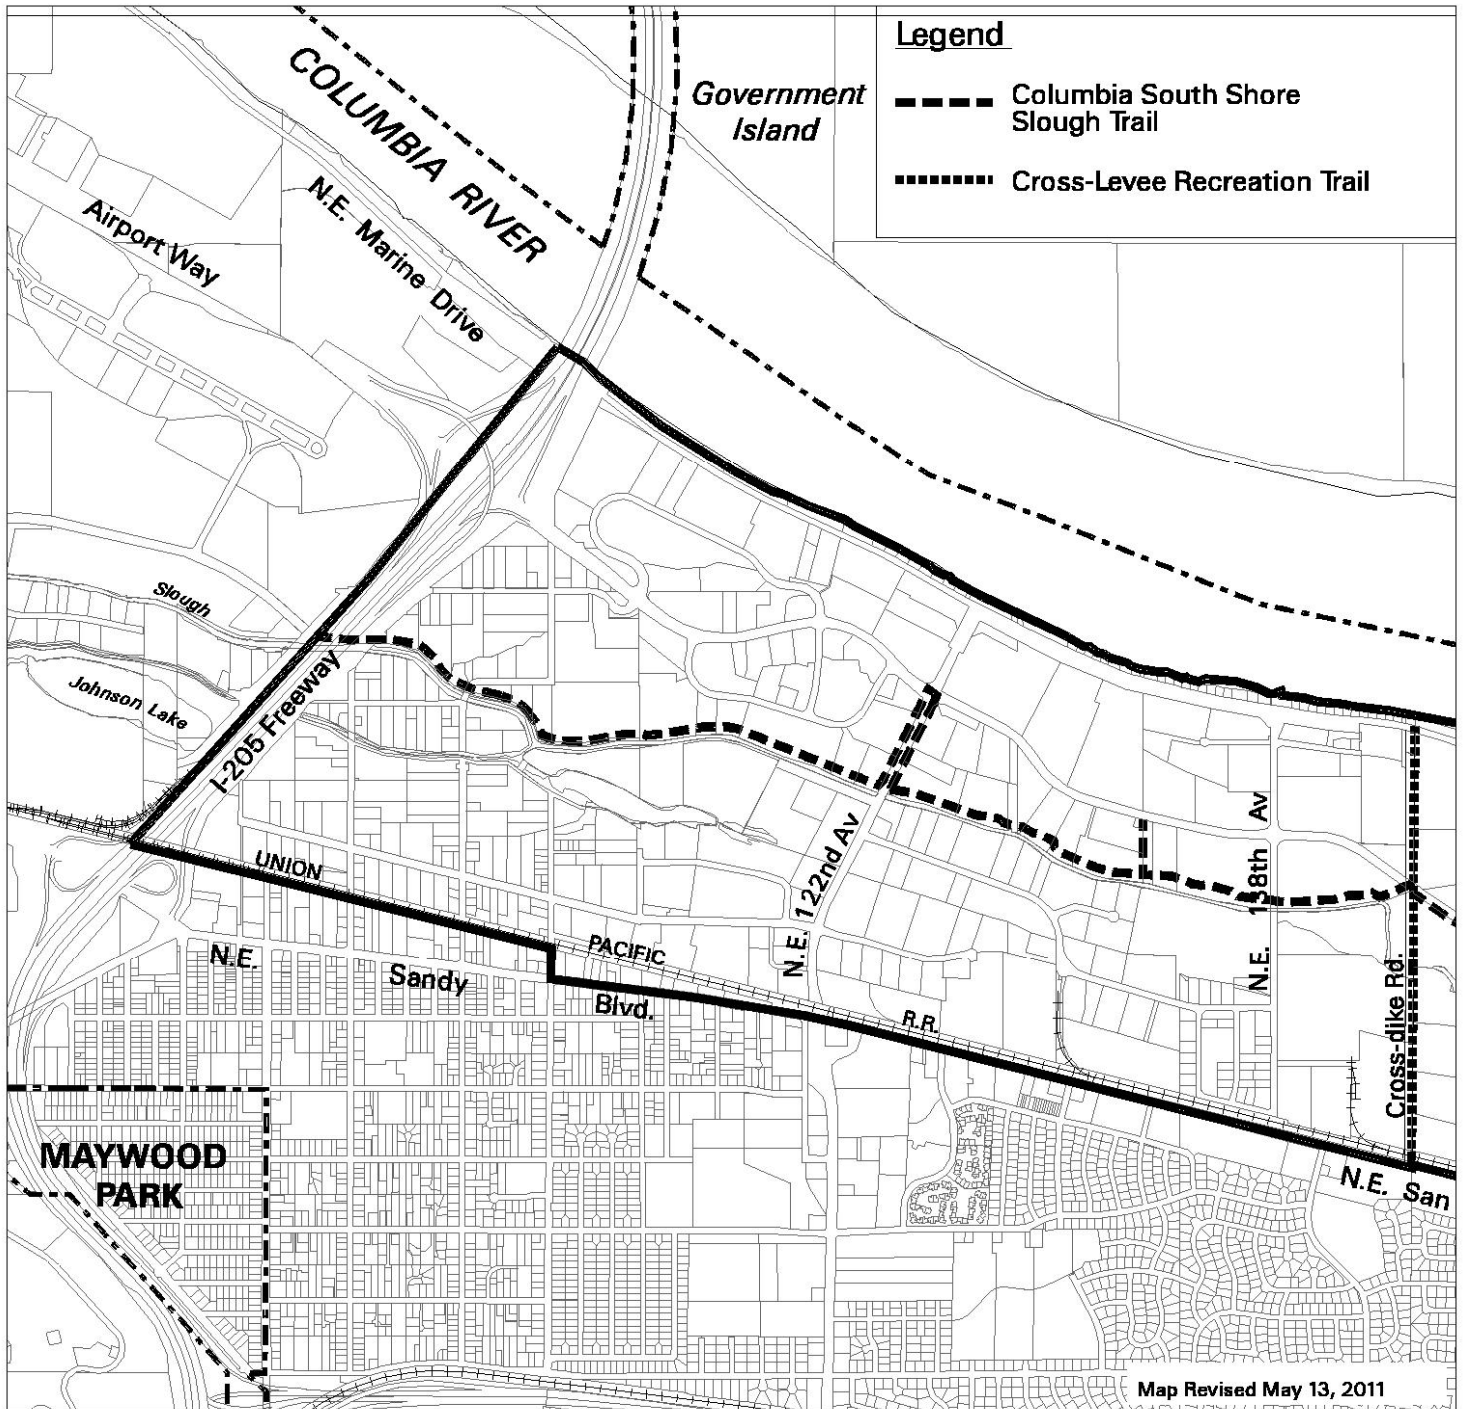 Legend
Columbia South Shore
Slough Trail
Cross-Levee Recreation Trail
COLUMBIA RIVER
Government
Island
N.E. Marine Drive
Airport Way
Slough
Johnson Lake
I-205 Freeway
N.E. 122nd Av
N.E. 138th Av
Cross-dike Rd.
UNION
PACIFIC
R.R.
N.E.
Sandy
Blvd.
N.E. San
MAYWOOD
PARK
Map Revised May 13, 2011